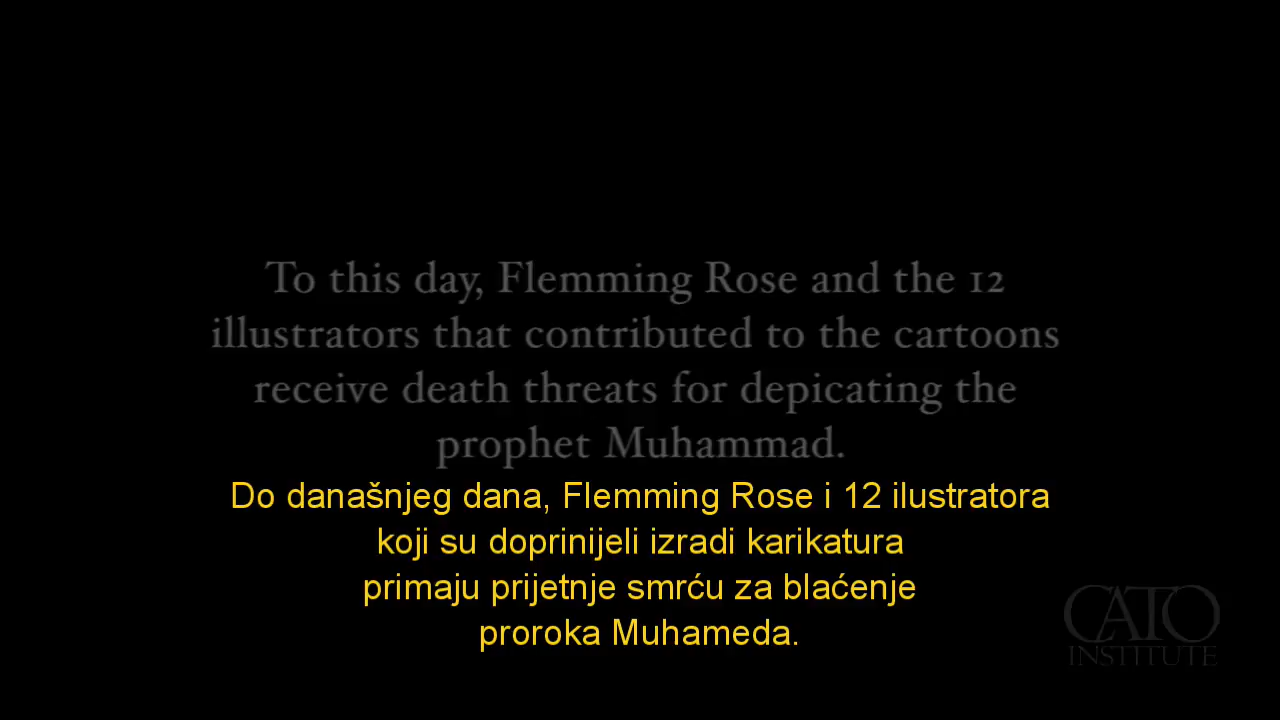 To this day, Flemming Rose and the 12
illustrators that contributed to the cartoons
receive death threats for depicating the
prophet Muhammad.
Do današnjeg dana, Flemming Rose i 12 ilustratora
koji su doprinijeli izradi karikatura
primaju prijetnje smrću za blaćenje
proroka Muhameda.
CATO
INSTITUTE